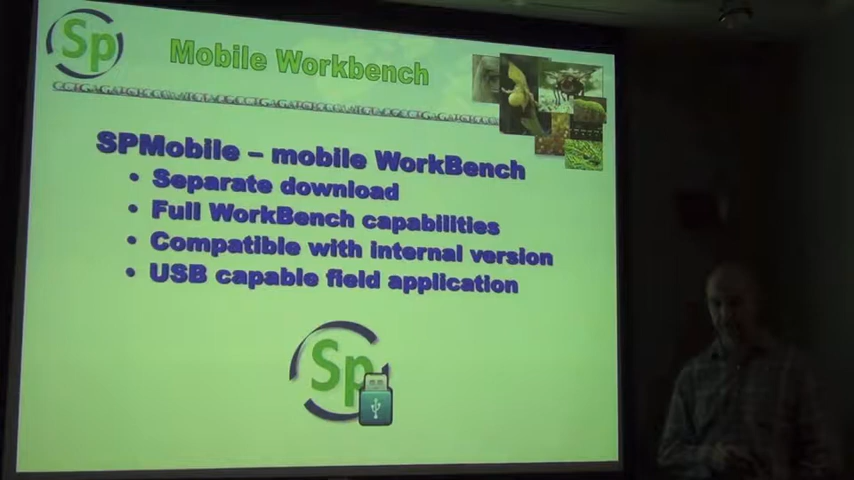 Sp
Mobile Workbench
SPMobile – mobile WorkBench
• Separate download
• Full WorkBench capabilities
• Compatible with internal version
• USB capable field application
Sp